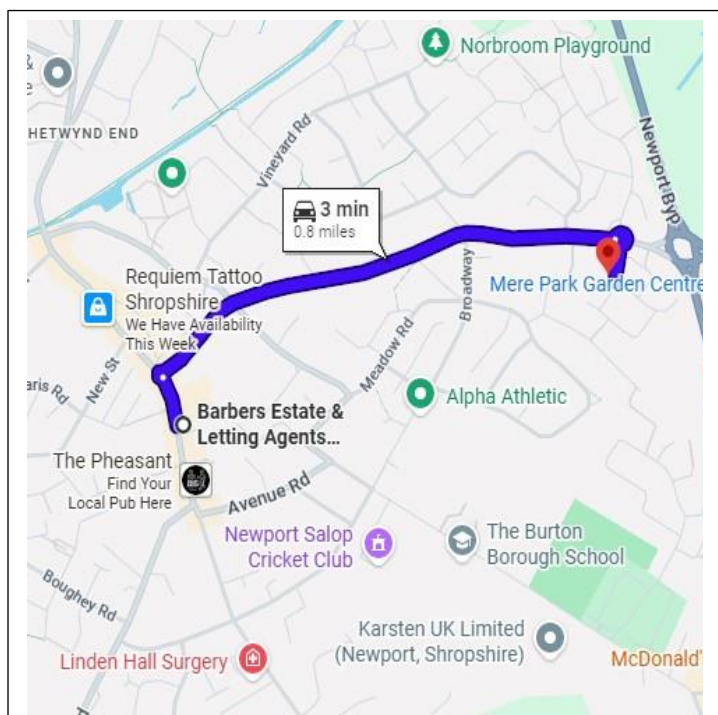 Norbroom Playground
HETWYND END
Vineyard Rd
Newport Byp
3 min
0.8 miles
Requiem Tattoo
Shropshire
We Have Availability
This Week
Mere Park Garden Centre
Broadway
New St
Meadow Rd
aris Rd
Barbers Estate &
Letting Agents...
Alpha Athletic
The Pheasant
Find Your
Local Pub Here
Avenue Rd
Newport Salop
Cricket Club
The Burton
Borough School
Boughey Rd
Karsten UK Limited
(Newport, Shropshire)
Linden Hall Surgery
McDonald'